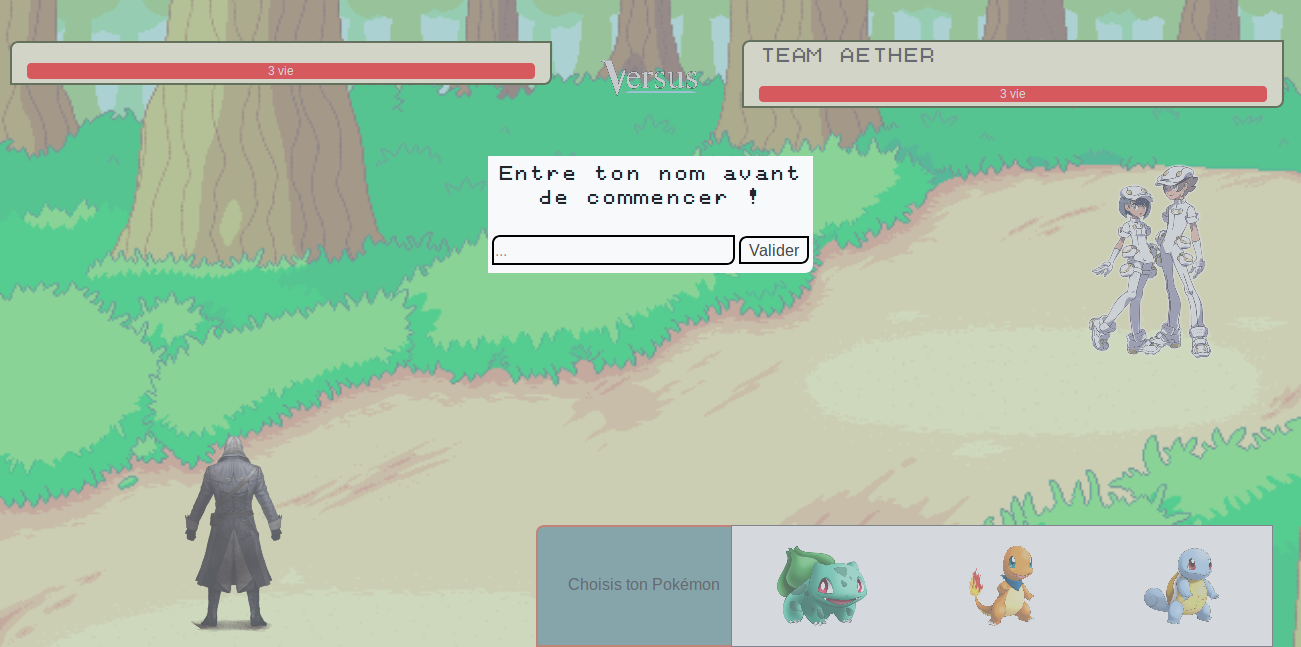 3 vie
Versus
TEAM AETHER
3 vie
Entre ton nom avant
de commencer !
...
Valider
Choisis ton Pokémon